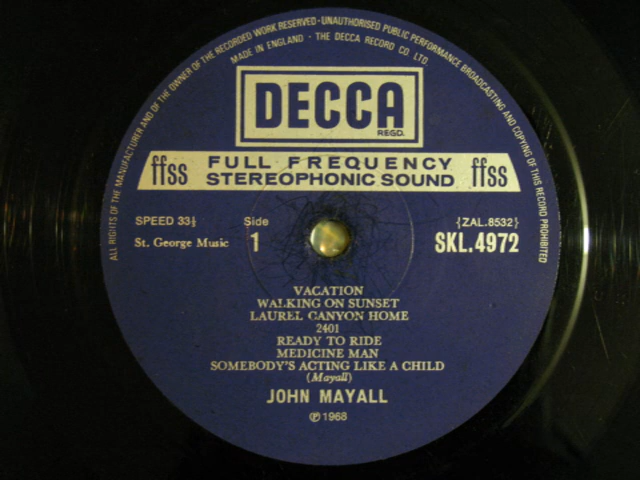 ALL RIGHTS OF THE MANUFACTURER AND OF THE OWNER OF THE RECORDED WORK RESERVED · UNAUTHORISED PUBLIC PERFORMANCE BROADCASTING AND COPYING OF THIS RECORD PROHIBITED
MADE IN ENGLAND · THE DECCA RECORD CO. LTD
DECCA
REGD.
ffss FULL FREQUENCY ffss
STEREOPHONIC SOUND
SPEED 33⅓ Side {ZAL.8532}
St. George Music 1 SKL.4972
VACATION
WALKING ON SUNSET
LAUREL CANYON HOME
2401
READY TO RIDE
MEDICINE MAN
SOMEBODY'S ACTING LIKE A CHILD
(Mayall)
JOHN MAYALL
℗ 1968